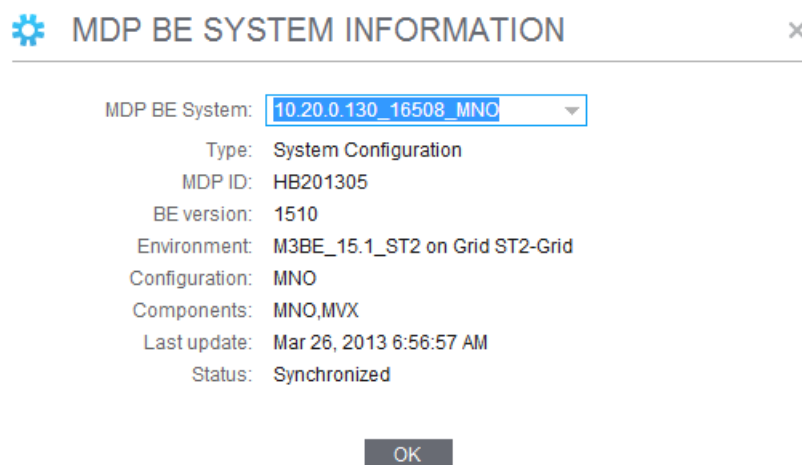 MDP BE SYSTEM INFORMATION
MDP BE System: 10.20.0.130_16508_MNO
Type: System Configuration
MDP ID: HB201305
BE version: 1510
Environment: M3BE_15.1_ST2 on Grid ST2-Grid
Configuration: MNO
Components: MNO,MVX
Last update: Mar 26, 2013 6:56:57 AM
Status: Synchronized
OK